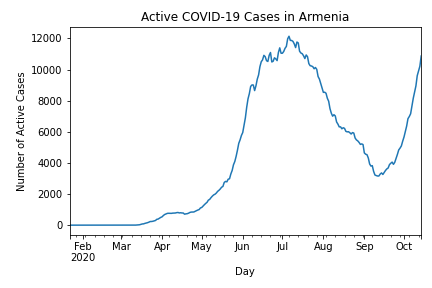 Active COVID-19 Cases in Armenia
12000
10000
8000
6000
4000
2000
0
Number of Active Cases
Feb Mar Apr May Jun Jul Aug Sep Oct
2020
Day